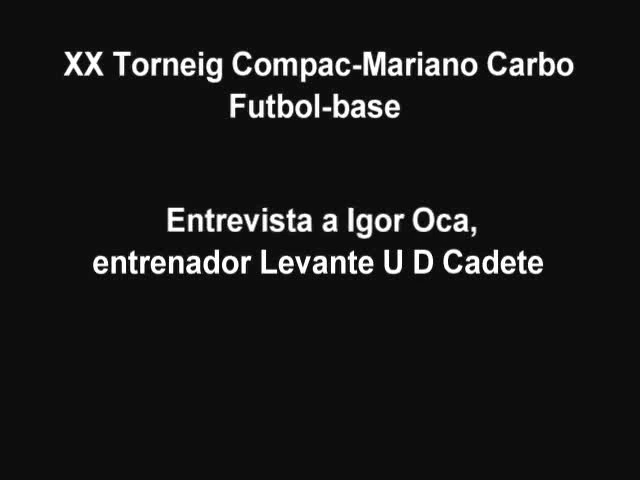 XX Torneig Compac-Mariano Carbo
Futbol-base
Entrevista a Igor Oca,
entrenador Levante U D Cadete